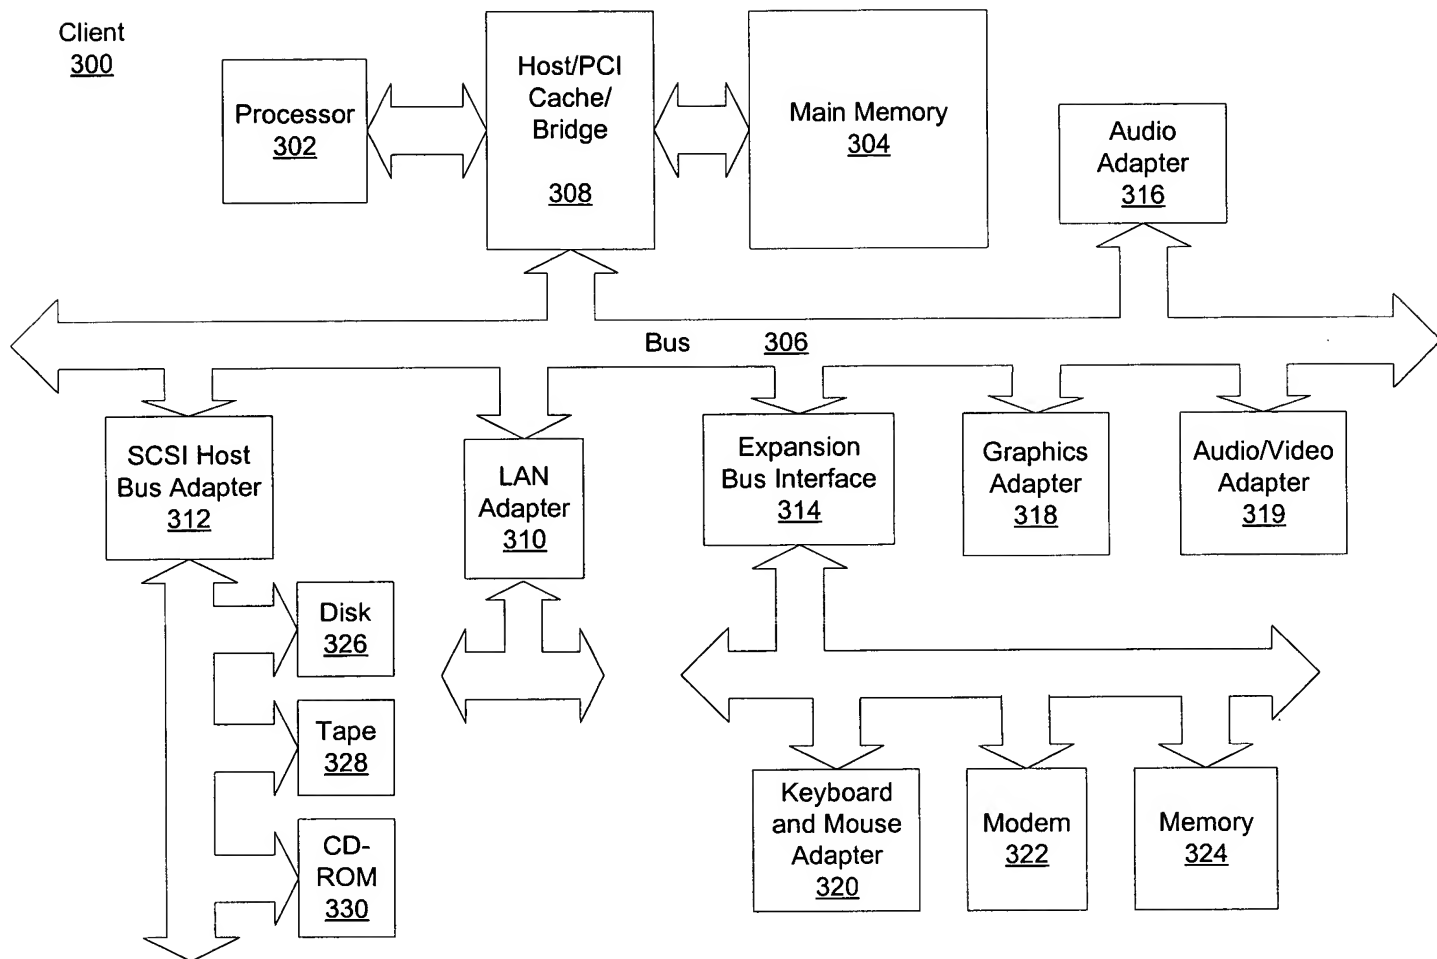 Client
300
Processor
302
Host/PCI
Cache/
Bridge
308
Main Memory
304
Audio
Adapter
316
Bus 306
SCSI Host
Bus Adapter
312
LAN
Adapter
310
Expansion
Bus Interface
314
Graphics
Adapter
318
Audio/Video
Adapter
319
Disk
326
Tape
328
CD-
ROM
330
Keyboard
and Mouse
Adapter
320
Modem
322
Memory
324